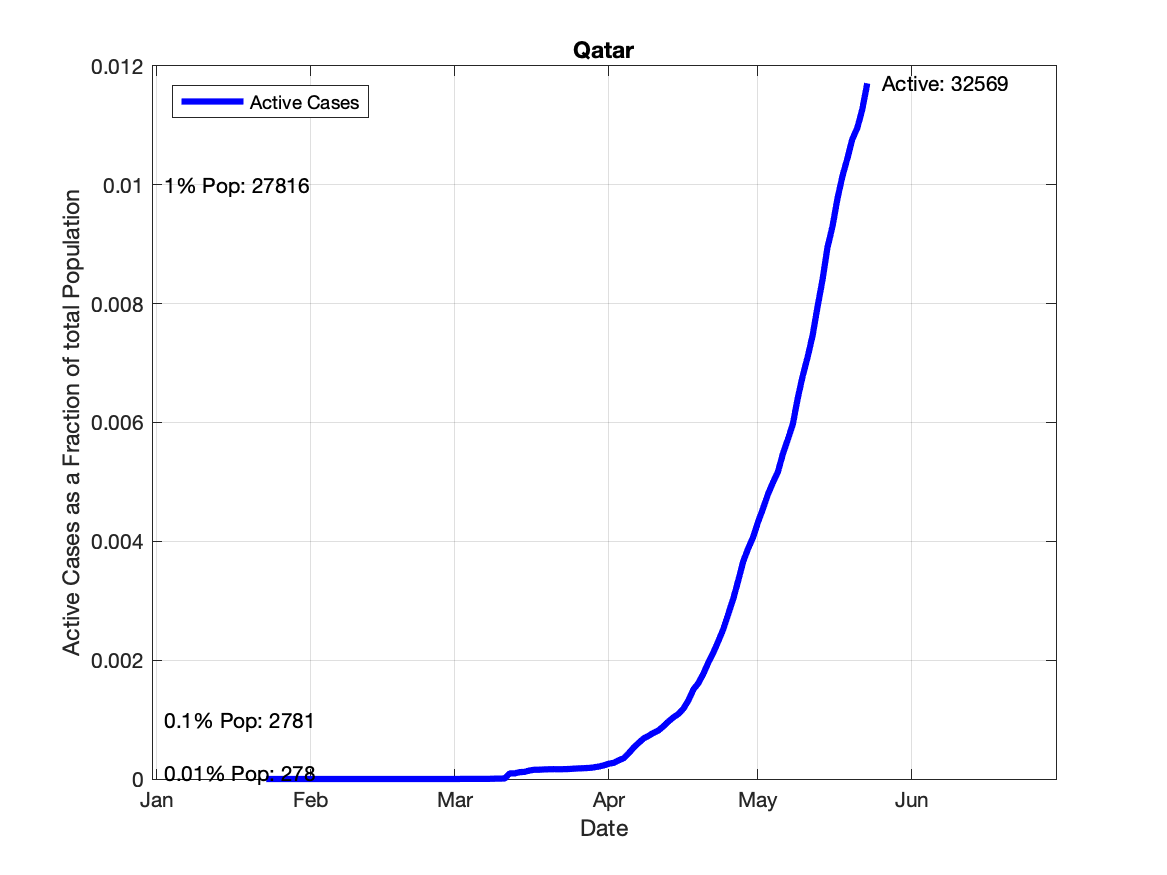 Qatar
0.012
Active: 32569
Active Cases
0.01
1% Pop: 27816
0.008
0.006
0.004
0.002
0.1% Pop: 2781
0
0.01% Pop: 278
Active Cases as a Fraction of total Population
Jan Feb Mar Apr May Jun
Date